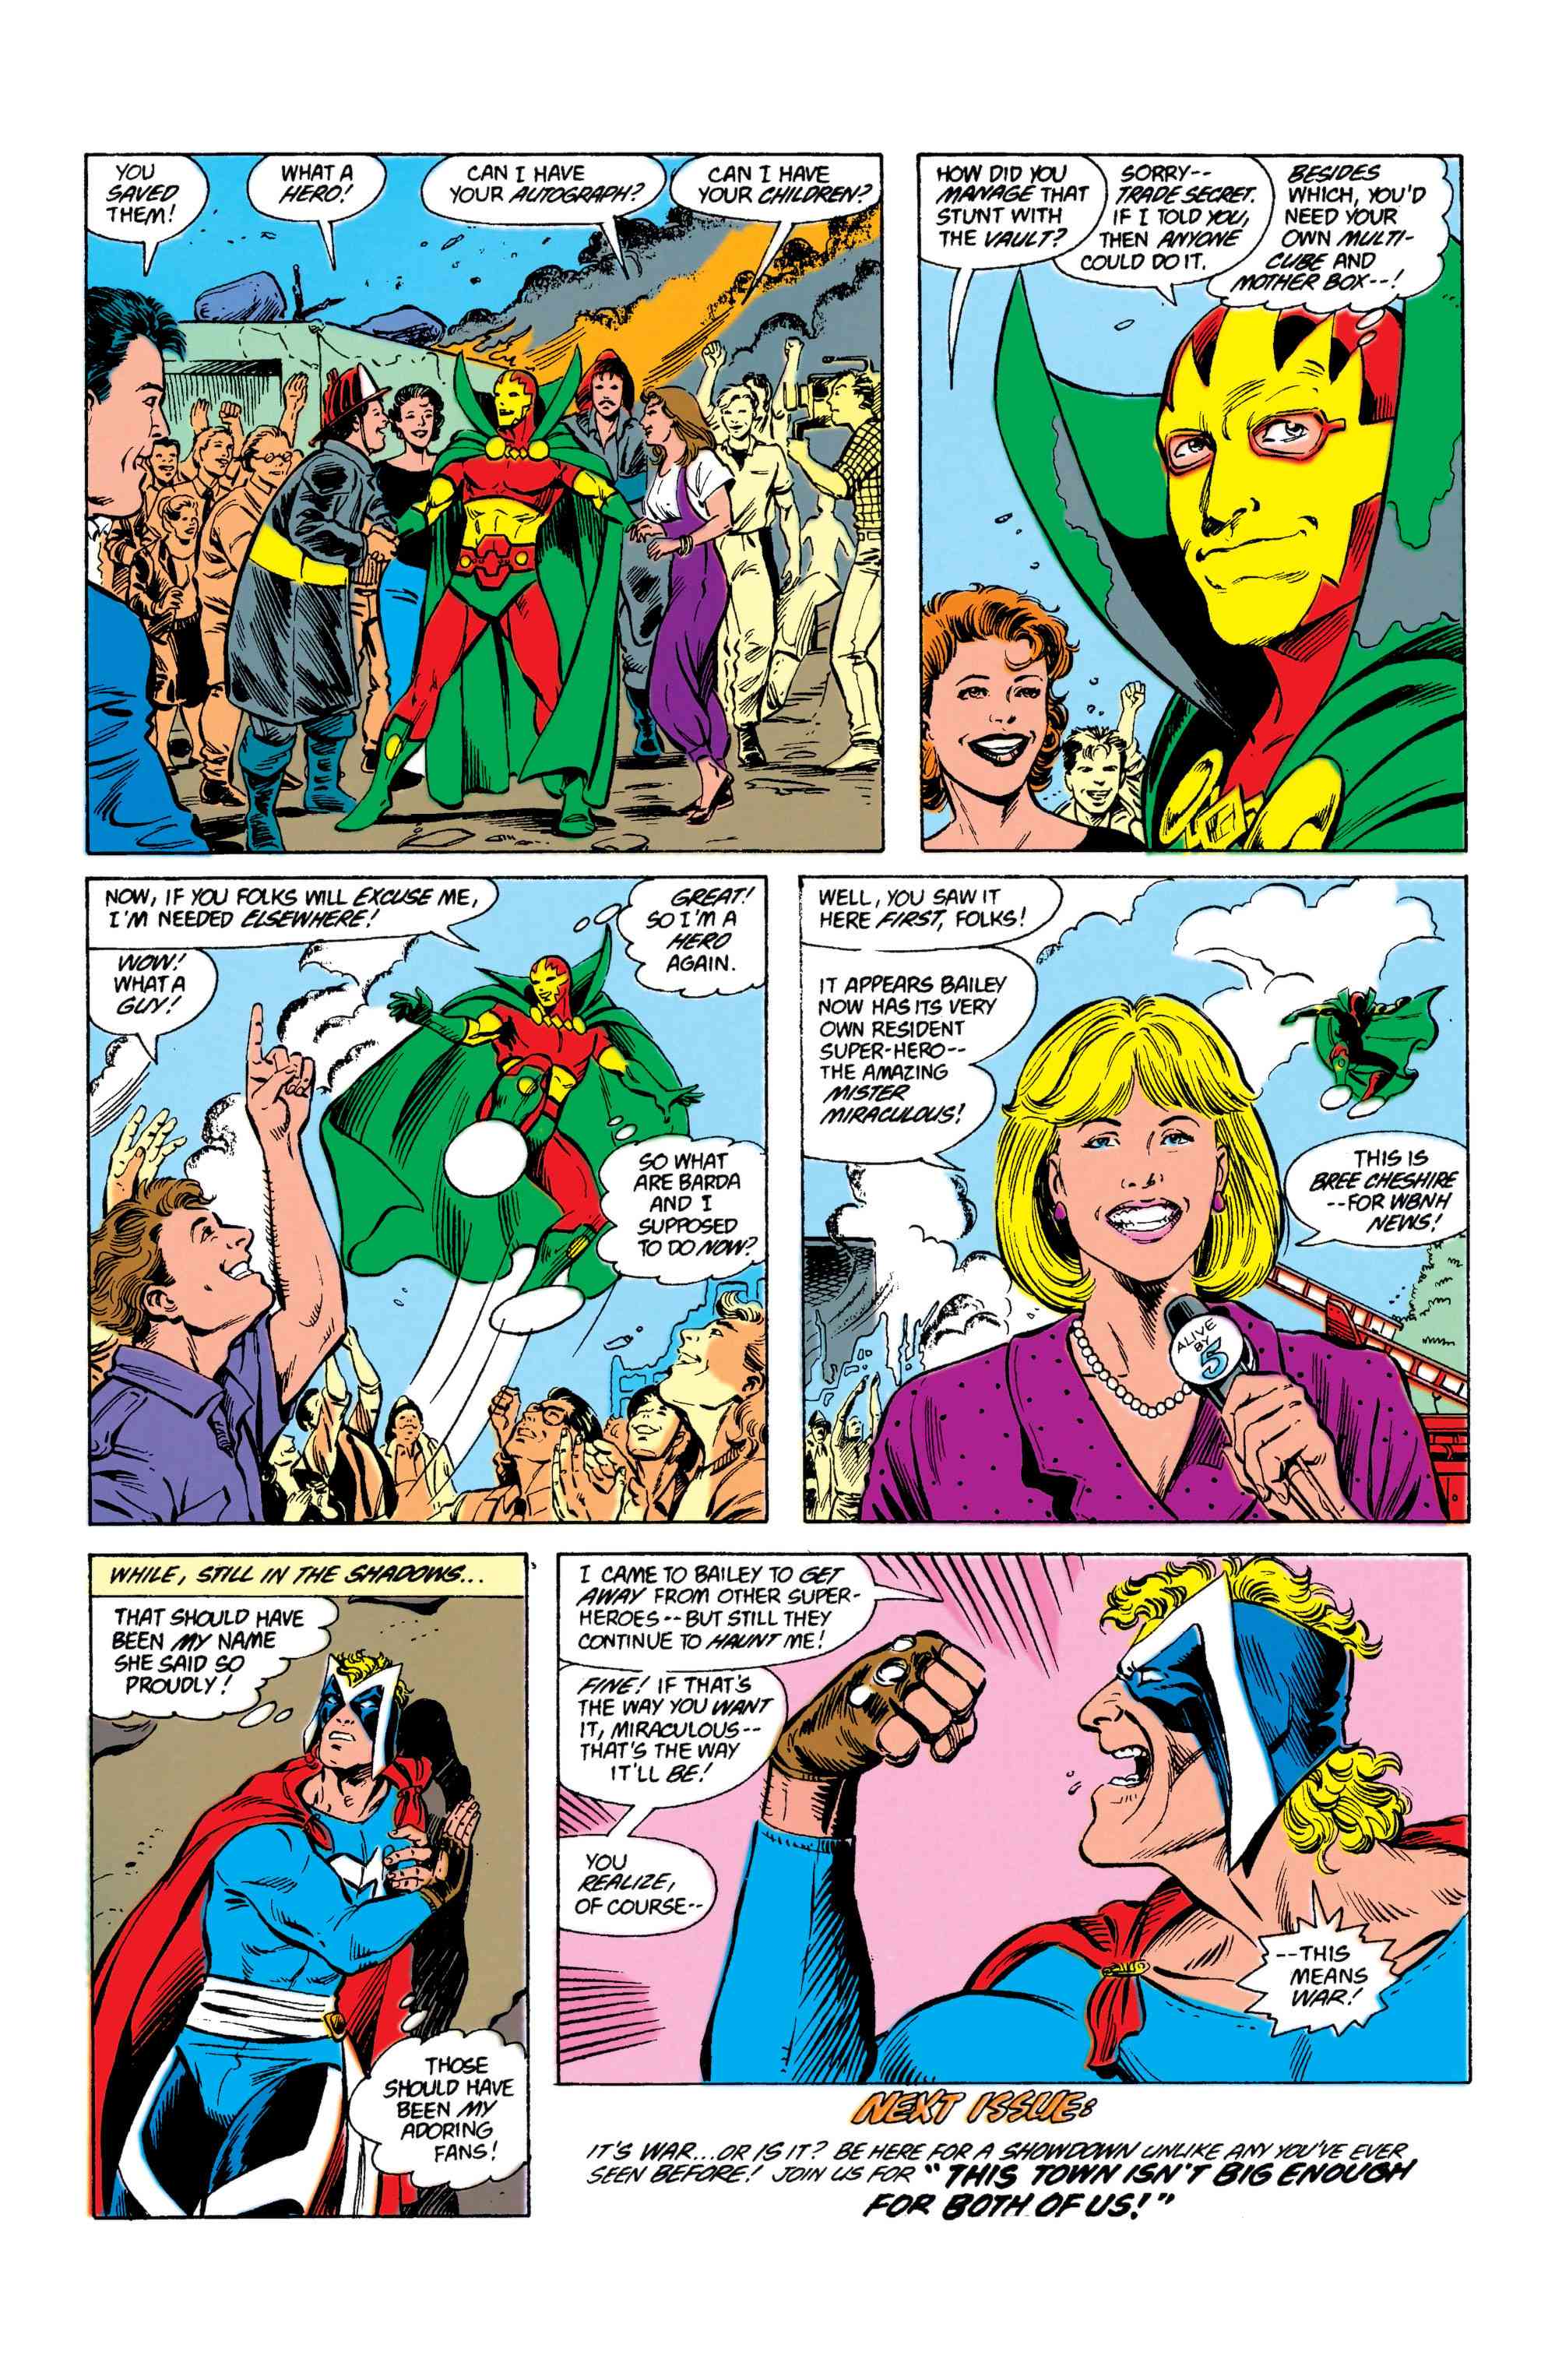 YOU
SAVED
THEM!
WHAT A
HERO!
CAN I HAVE
YOUR AUTOGRAPH?
CAN I HAVE
YOUR CHILDREN?
HOW DID YOU
MANAGE THAT
STUNT WITH
THE VAULT?
SORRY--
TRADE SECRET.
IF I TOLD YOU,
THEN ANYONE
COULD DO IT.
BESIDES
WHICH, YOU'D
NEED YOUR
OWN MULTI-
CUBE AND
MOTHER BOX--!
NOW, IF YOU FOLKS WILL EXCUSE ME,
I'M NEEDED ELSEWHERE!
WOW!
WHAT A
GUY!
GREAT!
SO I'M A
HERO
AGAIN.
SO WHAT
ARE BARDA
AND I
SUPPOSED
TO DO NOW?
WELL, YOU SAW IT
HERE FIRST, FOLKS!
IT APPEARS BAILEY
NOW HAS ITS VERY
OWN RESIDENT
SUPER-HERO--
THE AMAZING
MISTER
MIRACULOUS!
THIS IS
BREE CHESHIRE
--FOR WBNH
NEWS!
ALIVE
BY
5
WHILE, STILL IN THE SHADOWS...
THAT SHOULD HAVE
BEEN MY NAME
SHE SAID SO
PROUDLY!
THOSE
SHOULD HAVE
BEEN MY
ADORING
FANS!
I CAME TO BAILEY TO GET
AWAY FROM OTHER SUPER-
HEROES--BUT STILL THEY
CONTINUE TO HAUNT ME!
FINE! IF THAT'S
THE WAY YOU WANT
IT, MIRACULOUS--
THAT'S THE WAY
IT'LL BE!
YOU
REALIZE,
OF COURSE--
--THIS
MEANS
WAR!
NEXT ISSUE:
IT'S WAR...OR IS IT? BE HERE FOR A SHOWDOWN UNLIKE ANY YOU'VE EVER
SEEN BEFORE! JOIN US FOR "THIS TOWN ISN'T BIG ENOUGH
FOR BOTH OF US!"